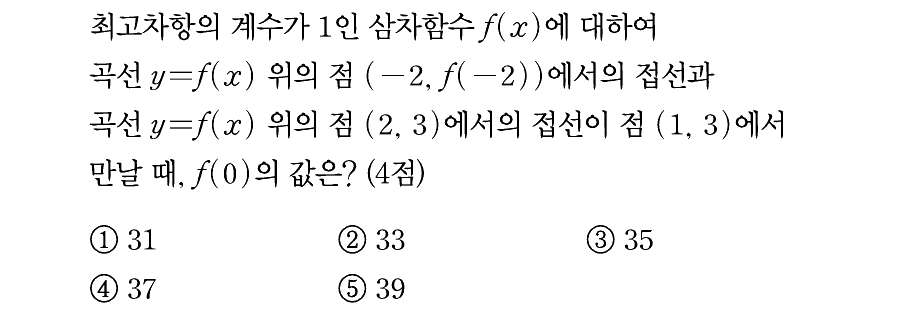 최고차항의 계수가 1인 삼차함수 f(x)에 대하여
곡선 y=f(x) 위의 점 (-2, f(-2))에서의 접선과
곡선 y=f(x) 위의 점 (2, 3)에서의 접선이 점 (1, 3)에서
만날 때, f(0)의 값은? (4점)
① 31 ② 33 ③ 35
④ 37 ⑤ 39